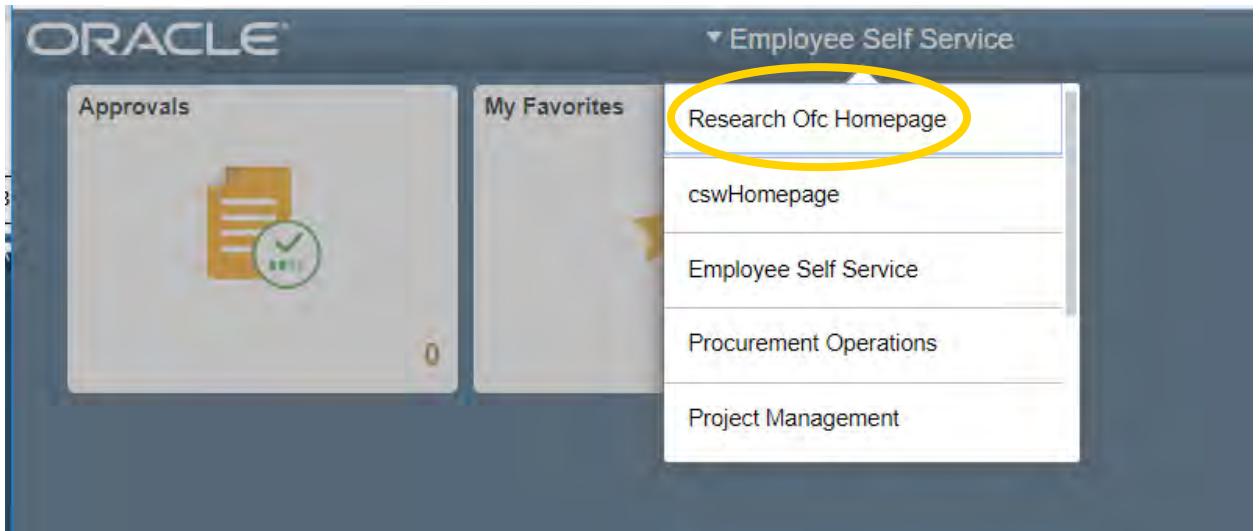 ORACLE
Employee Self Service
Approvals
My Favorites
Research Ofc Homepage
cswHomepage
Employee Self Service
Procurement Operations
Project Management
0